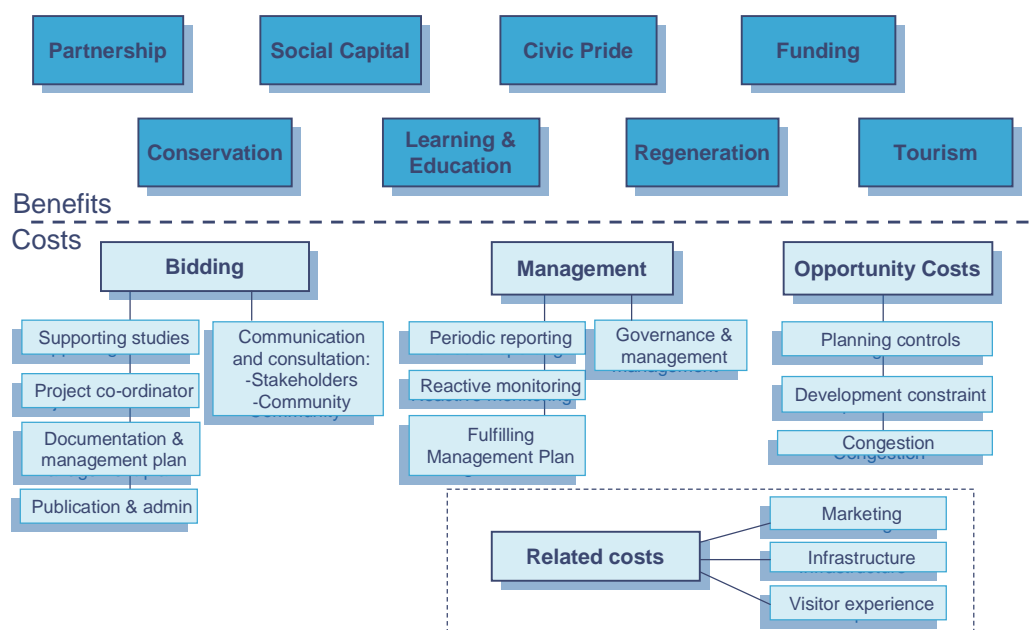 Partnership
Social Capital
Civic Pride
Funding
Conservation
Learning &
Education
Regeneration
Tourism
Benefits
Costs
Bidding
Supporting studies
Project co-ordinator
Documentation &
management plan
Publication & admin
Communication
and consultation:
-Stakeholders
-Community
Management
Periodic reporting
Reactive monitoring
Fulfilling
Management Plan
Governance &
management
Opportunity Costs
Planning controls
Development constraint
Congestion
Related costs
Marketing
Infrastructure
Visitor experience